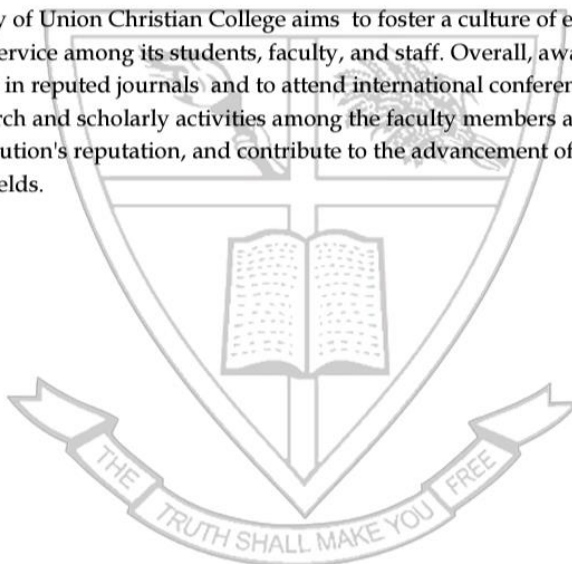 y of Union Christian College aims to foster a culture of e
ervice among its students, faculty, and staff. Overall, awa
in reputed journals and to attend international conferen
rch and scholarly activities among the faculty members a
ution's reputation, and contribute to the advancement of
elds.
THE TRUTH SHALL MAKE YOU FREE